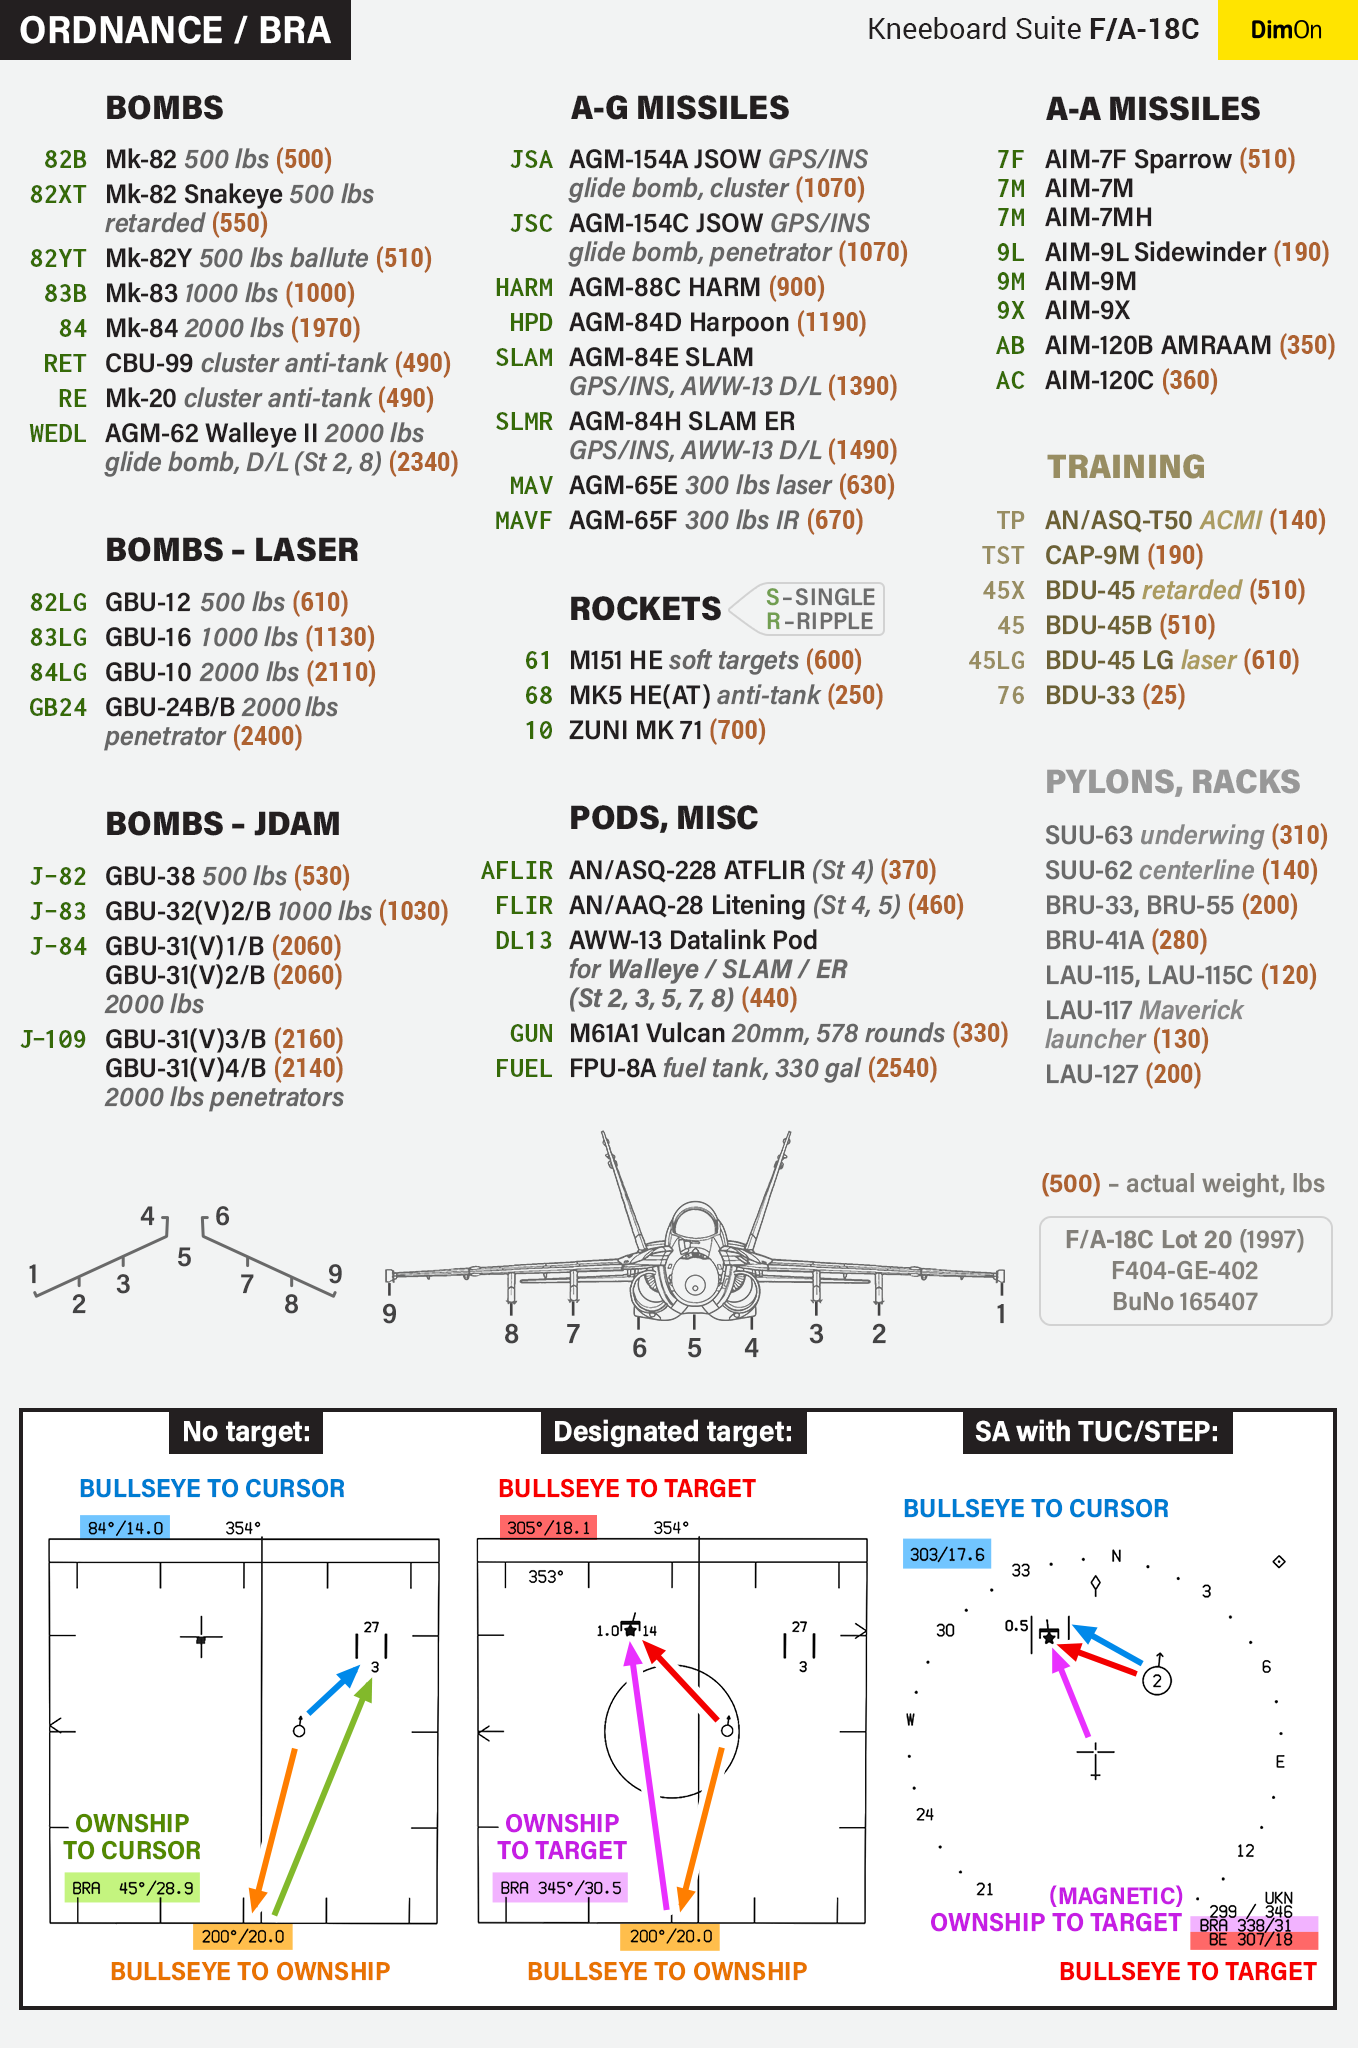 ORDNANCE / BRA
Kneeboard Suite F/A-18C
DimOn
BOMBS
82B Mk-82 500 lbs (500)
82XT Mk-82 Snakeye 500 lbs
retarded (550)
82YT Mk-82Y 500 lbs ballute (510)
83B Mk-83 1000 lbs (1000)
84 Mk-84 2000 lbs (1970)
RET CBU-99 cluster anti-tank (490)
RE Mk-20 cluster anti-tank (490)
WEDL AGM-62 Walleye II 2000 lbs
glide bomb, D/L (St 2, 8) (2340)
BOMBS – LASER
82LG GBU-12 500 lbs (610)
83LG GBU-16 1000 lbs (1130)
84LG GBU-10 2000 lbs (2110)
GB24 GBU-24B/B 2000 lbs
penetrator (2400)
BOMBS – JDAM
J-82 GBU-38 500 lbs (530)
J-83 GBU-32(V)2/B 1000 lbs (1030)
J-84 GBU-31(V)1/B (2060)
GBU-31(V)2/B (2060)
2000 lbs
J-109 GBU-31(V)3/B (2160)
GBU-31(V)4/B (2140)
2000 lbs penetrators
A-G MISSILES
JSA AGM-154A JSOW GPS/INS
glide bomb, cluster (1070)
JSC AGM-154C JSOW GPS/INS
glide bomb, penetrator (1070)
HARM AGM-88C HARM (900)
HPD AGM-84D Harpoon (1190)
SLAM AGM-84E SLAM
GPS/INS, AWW-13 D/L (1390)
SLMR AGM-84H SLAM ER
GPS/INS, AWW-13 D/L (1490)
MAV AGM-65E 300 lbs laser (630)
MAVF AGM-65F 300 lbs IR (670)
ROCKETS
S-SINGLE
R-RIPPLE
61 M151 HE soft targets (600)
68 MK5 HE(AT) anti-tank (250)
10 ZUNI MK 71 (700)
PODS, MISC
AFLIR AN/ASQ-228 ATFLIR (St 4) (370)
FLIR AN/AAQ-28 Litening (St 4, 5) (460)
DL13 AWW-13 Datalink Pod
for Walleye / SLAM / ER
(St 2, 3, 5, 7, 8) (440)
GUN M61A1 Vulcan 20mm, 578 rounds (330)
FUEL FPU-8A fuel tank, 330 gal (2540)
A-A MISSILES
7F AIM-7F Sparrow (510)
7M AIM-7M
7M AIM-7MH
9L AIM-9L Sidewinder (190)
9M AIM-9M
9X AIM-9X
AB AIM-120B AMRAAM (350)
AC AIM-120C (360)
TRAINING
TP AN/ASQ-T50 ACMI (140)
TST CAP-9M (190)
45X BDU-45 retarded (510)
45 BDU-45B (510)
45LG BDU-45 LG laser (610)
76 BDU-33 (25)
PYLONS, RACKS
SUU-63 underwing (310)
SUU-62 centerline (140)
BRU-33, BRU-55 (200)
BRU-41A (280)
LAU-115, LAU-115C (120)
LAU-117 Maverick
launcher (130)
LAU-127 (200)
4 6
5
1 3 7 9
2 8
9 1
8 7 3 2
6 5 4
(500) – actual weight, lbs
F/A-18C Lot 20 (1997)
F404-GE-402
BuNo 165407
No target:
BULLSEYE TO CURSOR
84°/14.0 354°
27
3
OWNSHIP
TO CURSOR
BRA 45°/28.9
200°/20.0
BULLSEYE TO OWNSHIP
Designated target:
BULLSEYE TO TARGET
305°/18.1 354°
353°
1.0 14
27
3
OWNSHIP
TO TARGET
BRA 345°/30.5
200°/20.0
BULLSEYE TO OWNSHIP
SA with TUC/STEP:
BULLSEYE TO CURSOR
303/17.6
N
33
3
30 0.5
6
2
W
E
24
12
21
(MAGNETIC)
OWNSHIP TO TARGET
UKN
299 / 346
BRA 338/31
BE 307/18
BULLSEYE TO TARGET